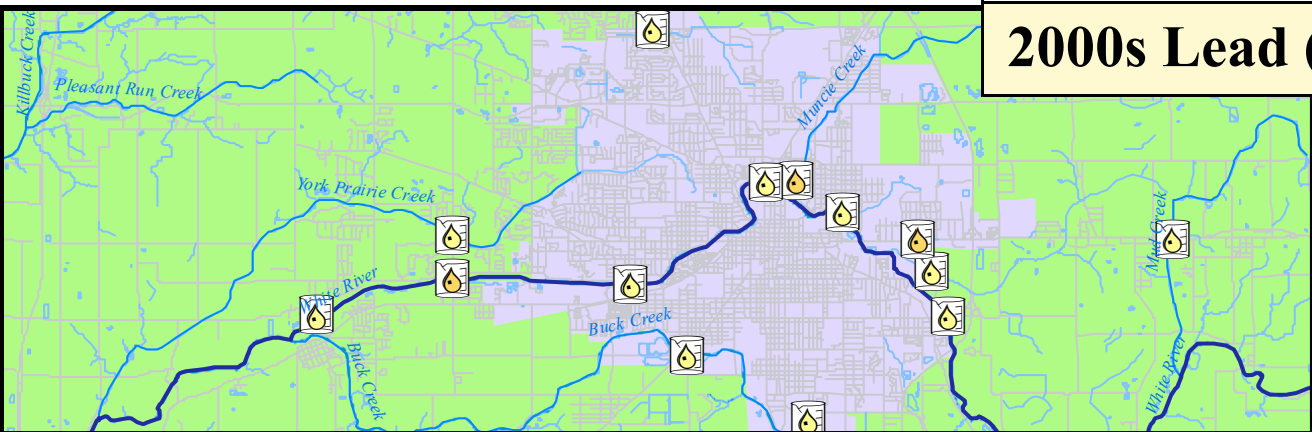 2000s Lead (
Killbuck Creek
Pleasant Run Creek
Muncie Creek
York Prairie Creek
Mud Creek
White River
Buck Creek
Buck Creek
White River